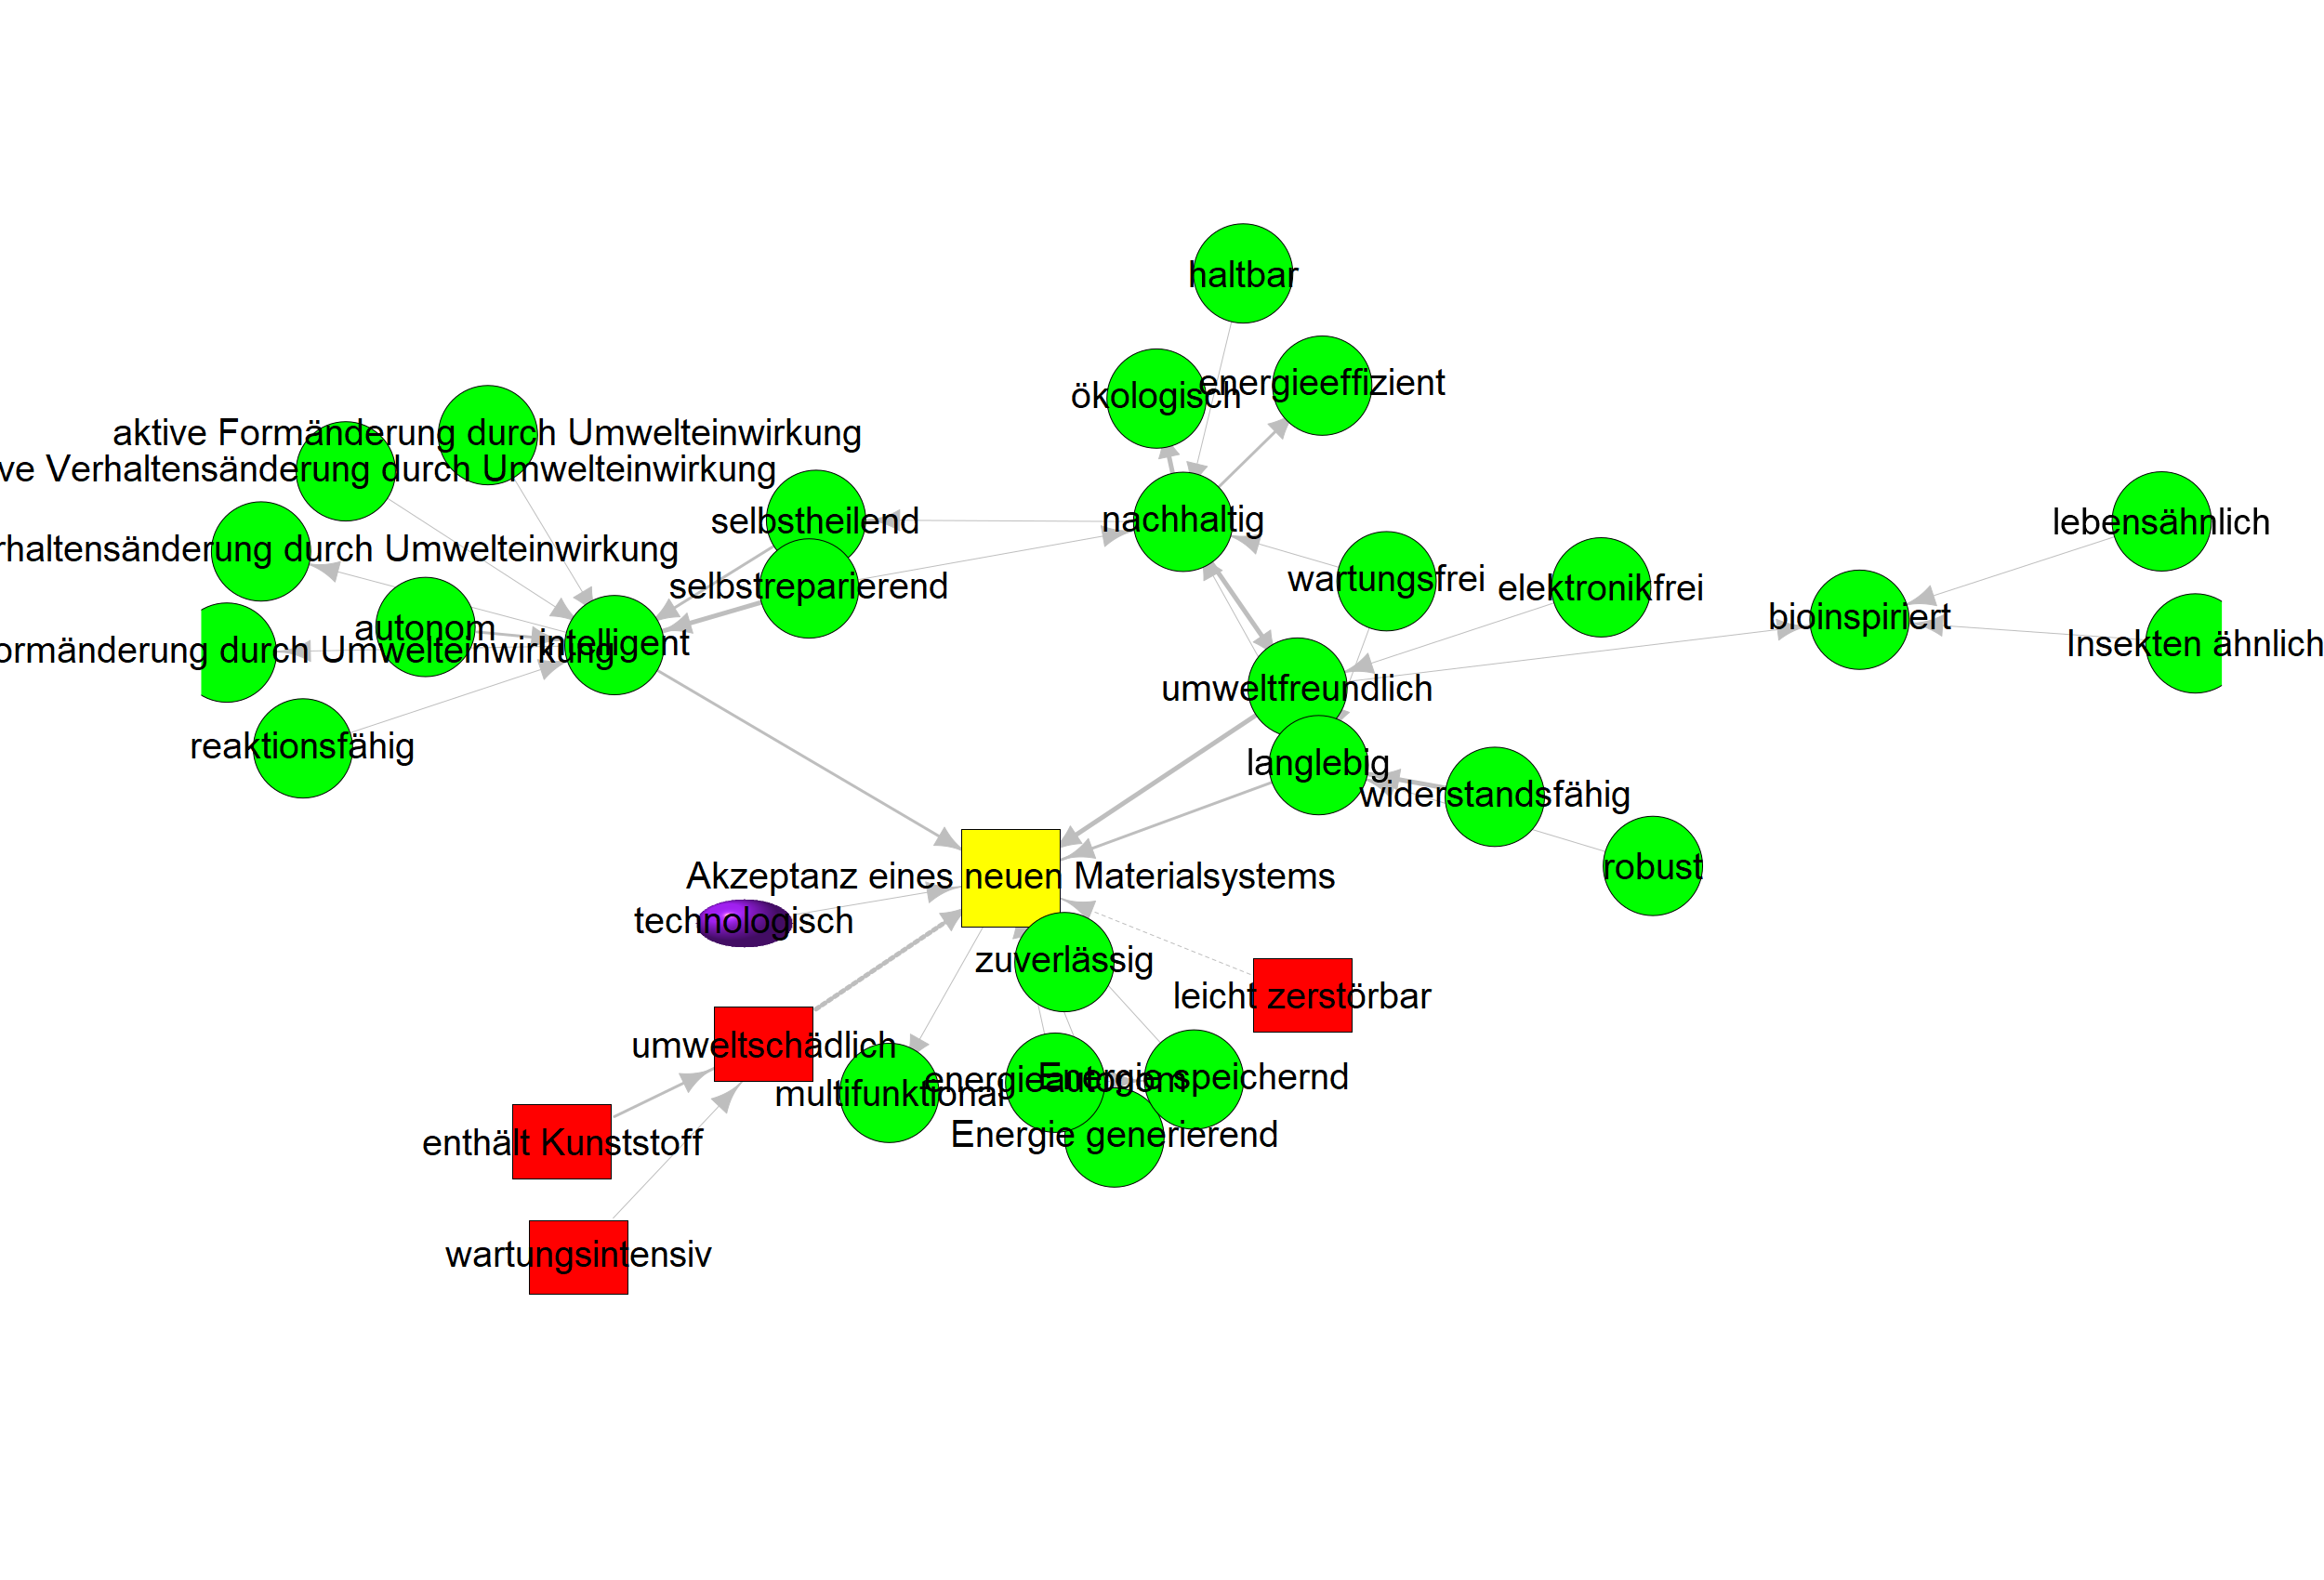 haltbar
energieeffizient
ökologisch
aktive Formänderung durch Umwelteinwirkung
ve Verhaltensänderung durch Umwelteinwirkung
selbstheilend
nachhaltig
lebensähnlich
rhaltensänderung durch Umwelteinwirkung
selbstreparierend
wartungsfrei
elektronikfrei
bioinspiriert
autonom
intelligent
ormänderung durch Umwelteinwirkung
Insekten ähnlich
umweltfreundlich
reaktionsfähig
langlebig
widerstandsfähig
robust
Akzeptanz eines neuen Materialsystems
technologisch
zuverlässig
leicht zerstörbar
umweltschädlich
multifunktional
energieautonom
Energie speichernd
Energie generierend
enthält Kunststoff
wartungsintensiv